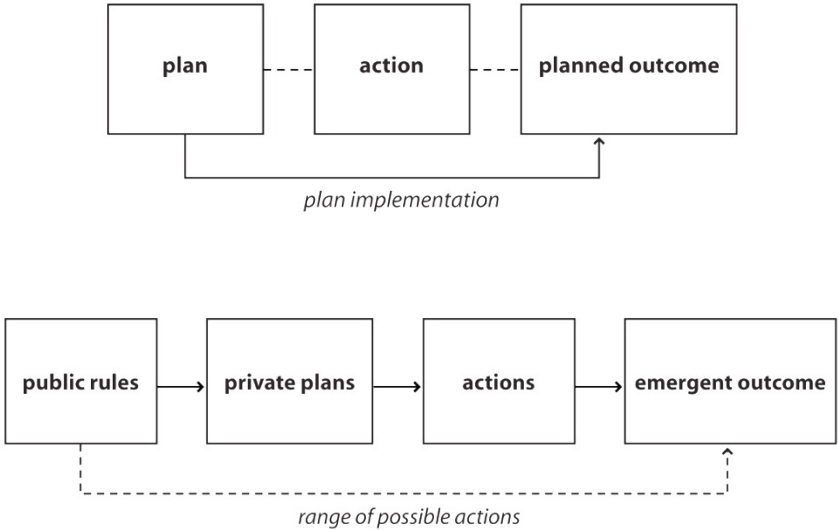 plan
action
planned outcome
plan implementation
public rules
private plans
actions
emergent outcome
range of possible actions